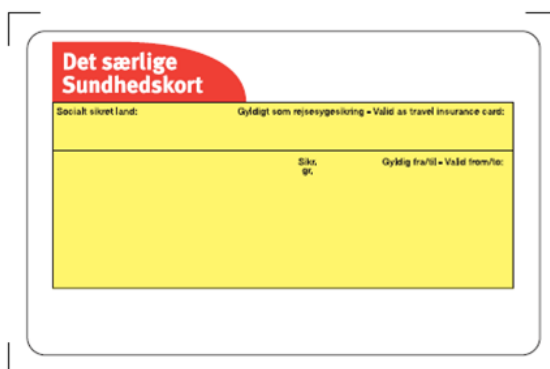 Det særlige
Sundhedskort
Socialt sikret land: Gyldigt som rejsesygesikring – Valid as travel insurance card:
Sikr. Gyldig fra/til – Valid from/to:
gr.